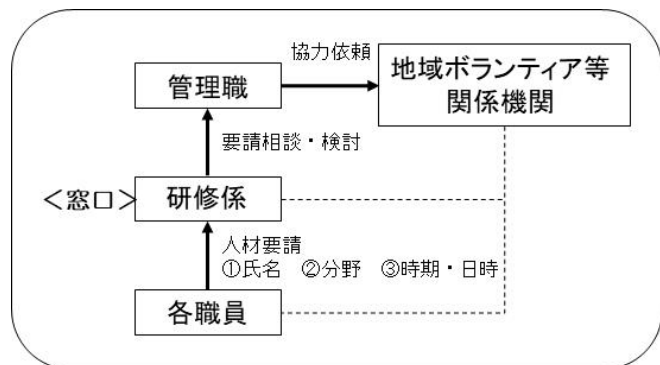 協力依頼
地域ボランティア等
関係機関
管理職
要請相談・検討
＜窓口＞
研修係
人材要請
①氏名　②分野　③時期・日時
各職員